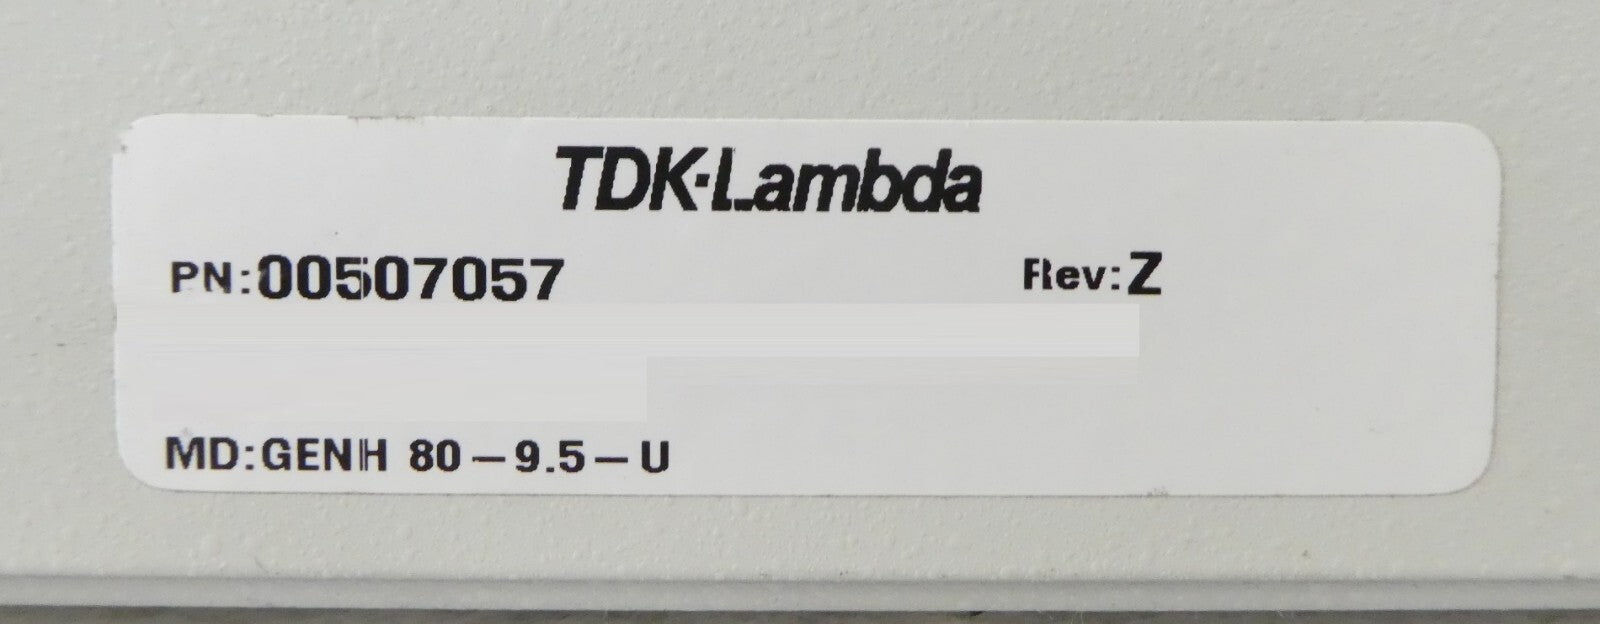 TDK·Lambda
PN:00507057 Rev:Z
MD:GENH 80-9.5-U